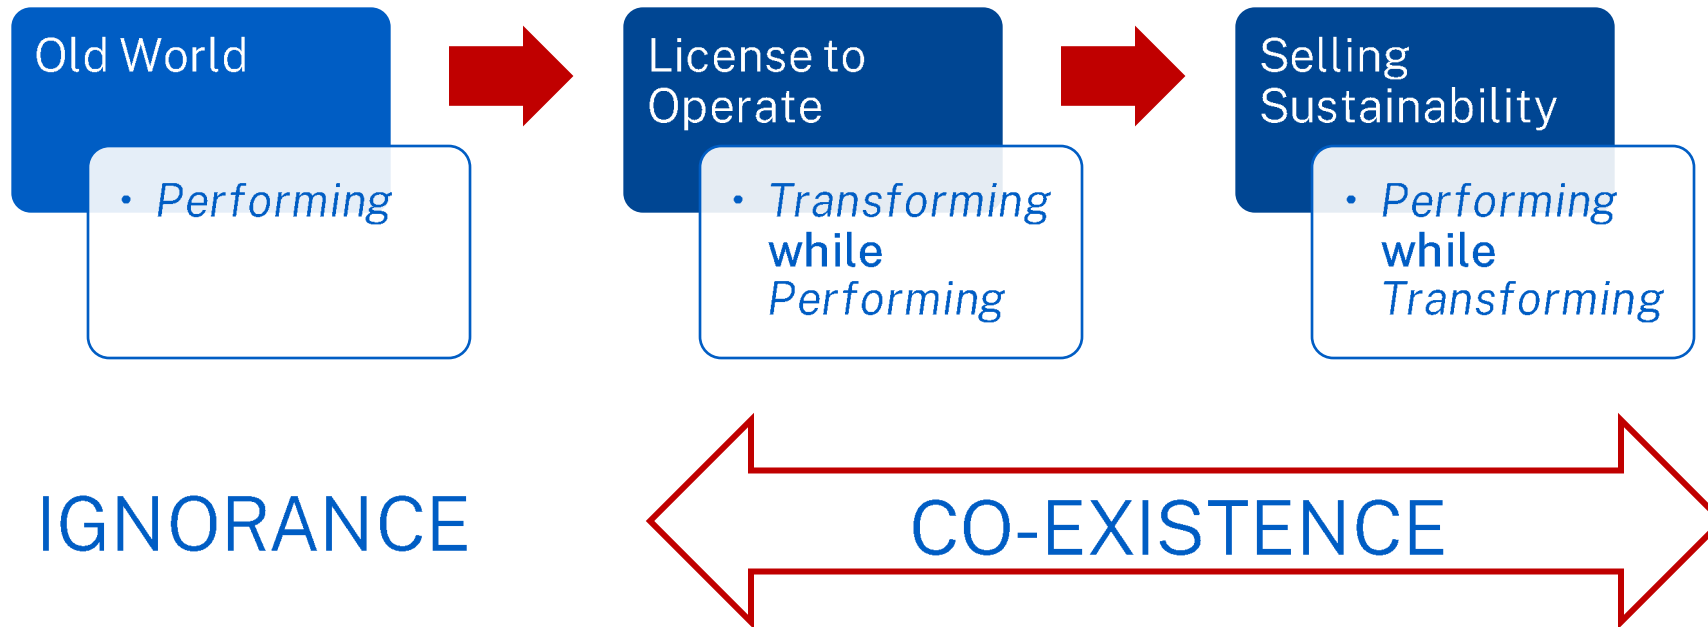 Old World
• Performing
License to
Operate
• Transforming
while
Performing
Selling
Sustainability
• Performing
while
Transforming
IGNORANCE
CO-EXISTENCE